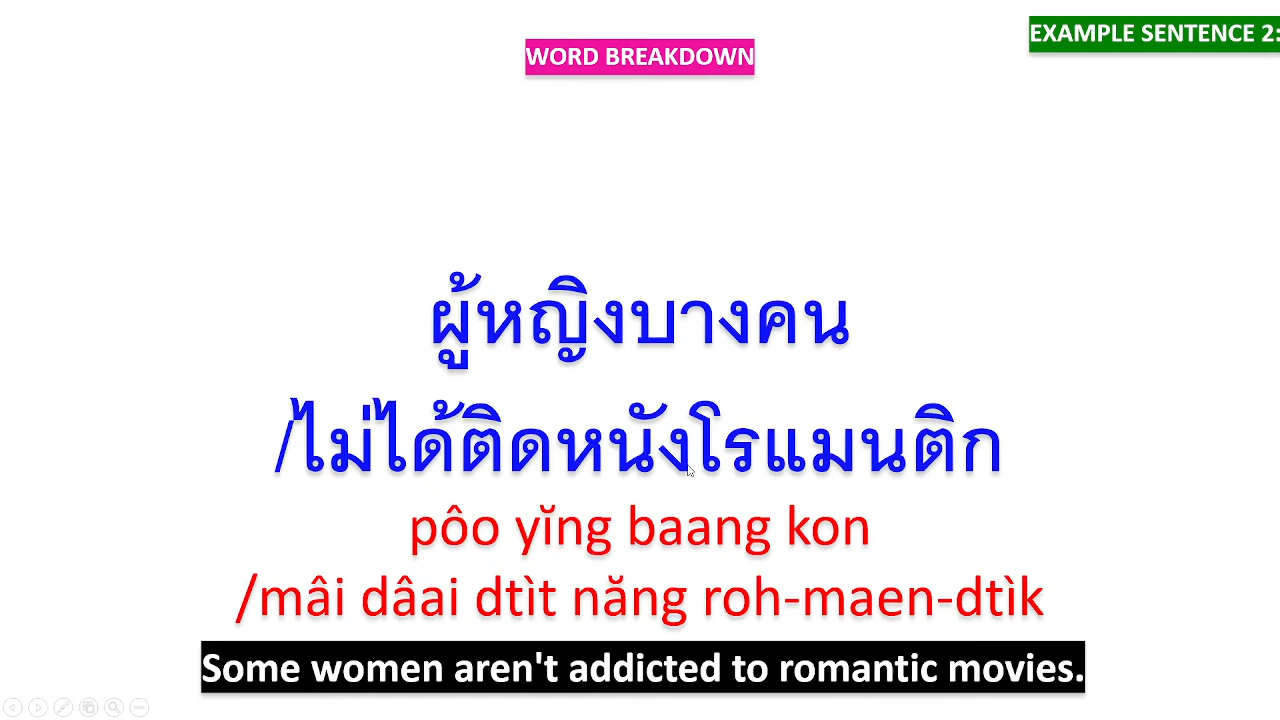 EXAMPLE SENTENCE 2:
WORD BREAKDOWN
ผู้หญิงบางคน
/ไม่ได้ติดหนังโรแมนติก
pôo yĭng baang kon
/mâi dâai dtìt năng roh-maen-dtìk
Some women aren't addicted to romantic movies.